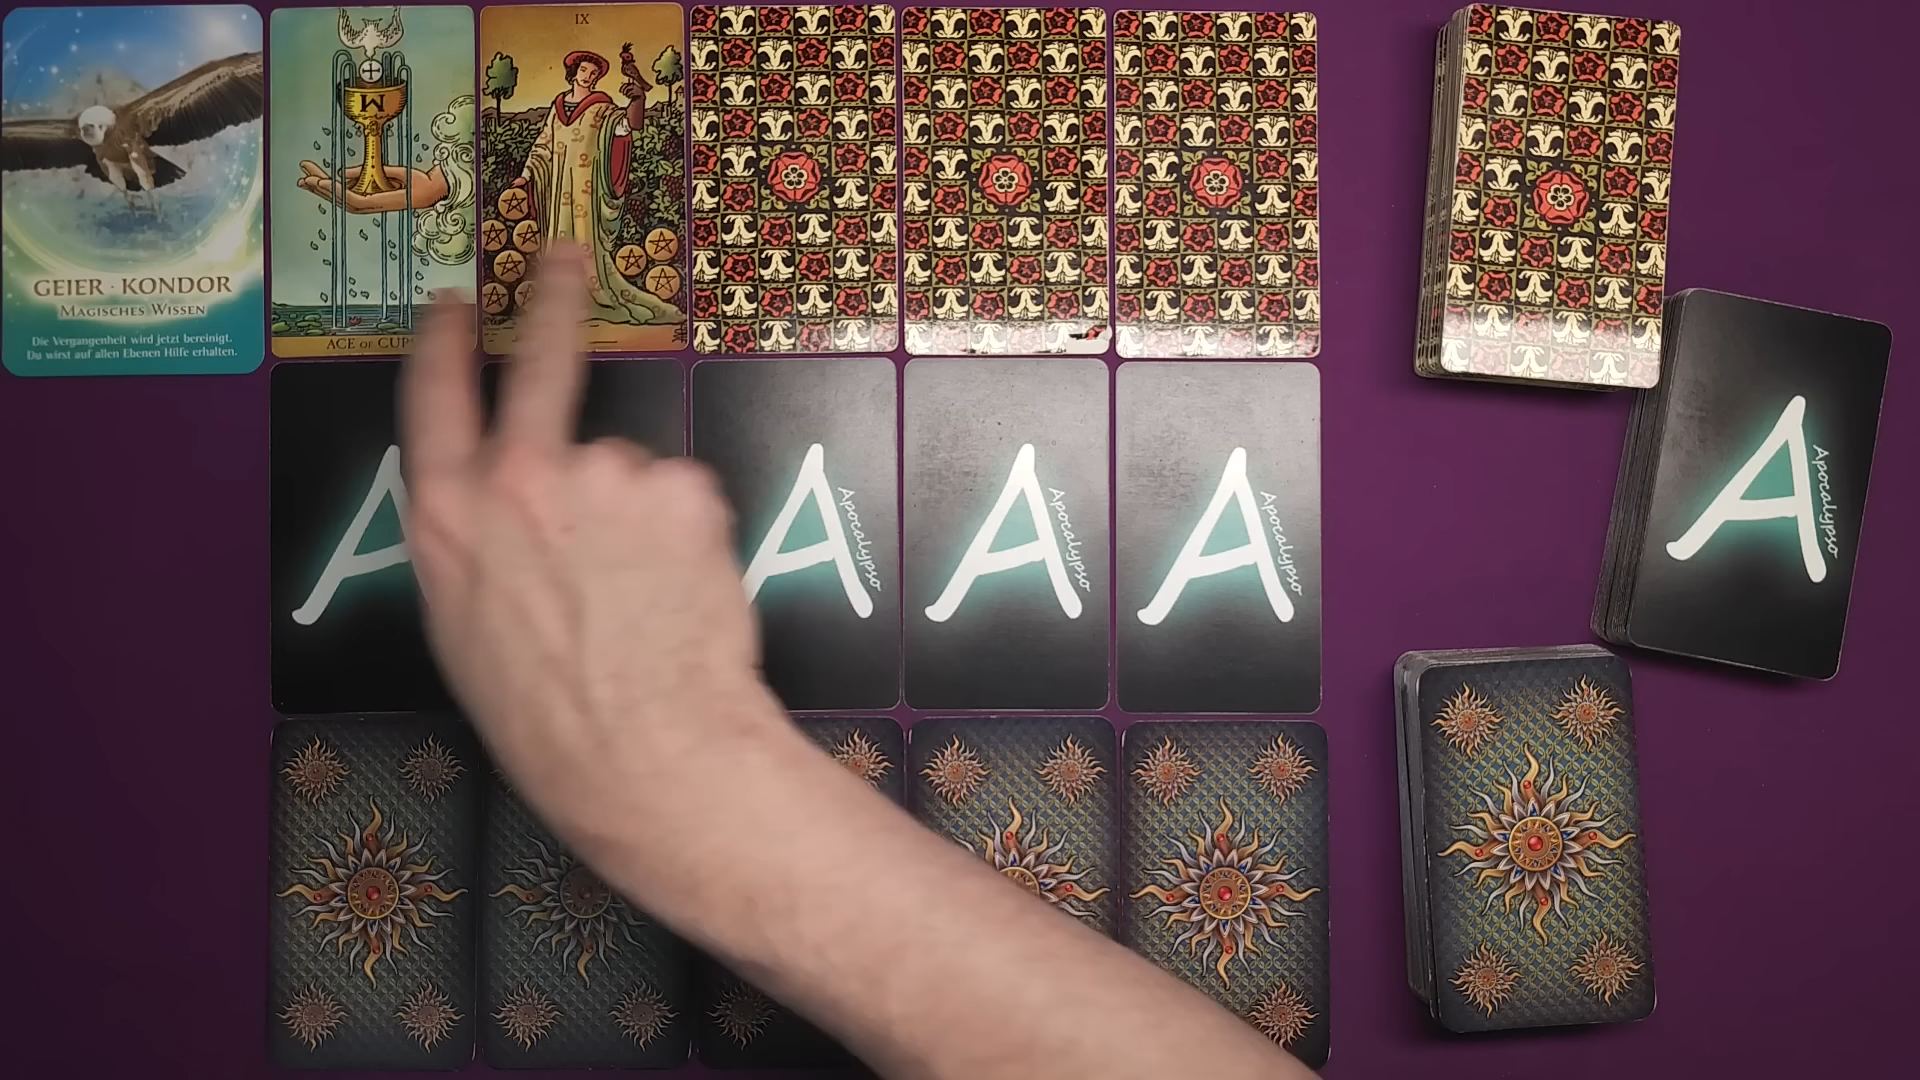 GEIER · KONDOR
MAGISCHES WISSEN
Die Vergangenheit wird jetzt bereinigt.
Du wirst auf allen Ebenen Hilfe erhalten.
M
ACE of CUPS
IX
A
A
Apocalypso
A
Apocalypso
A
Apocalypso
A
Apocalypso